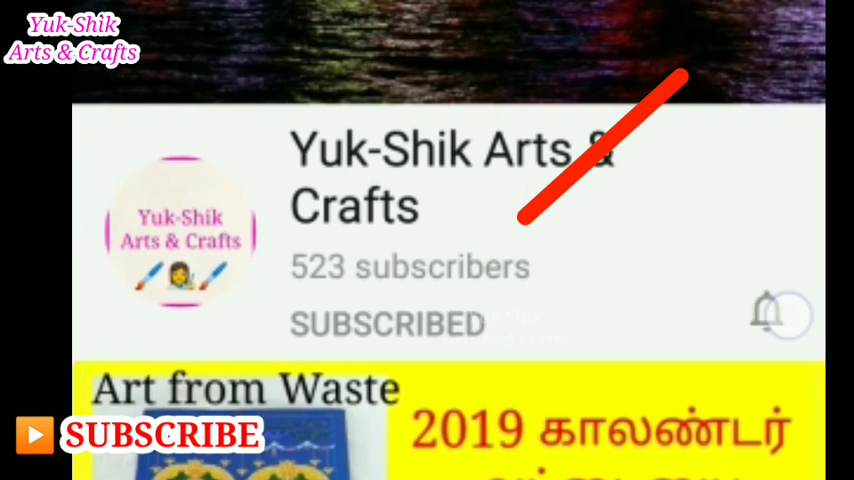 Yuk-Shik
Arts & Crafts
Yuk-Shik Arts &
Crafts
Yuk-Shik
Arts & Crafts
523 subscribers
SUBSCRIBED
Art from Waste
2019 காலண்டர்
SUBSCRIBE